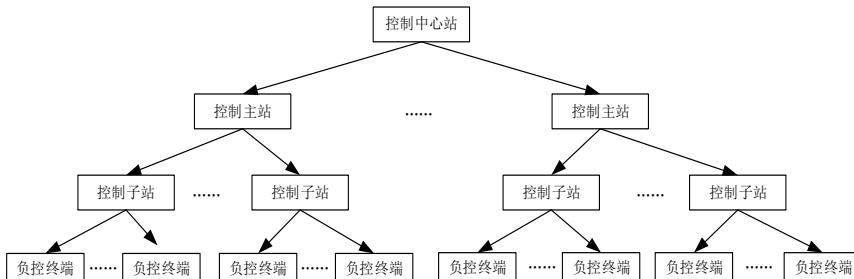 控制中心站
控制主站 …… 控制主站
控制子站 …… 控制子站 控制子站 …… 控制子站
负控终端 …… 负控终端 负控终端 …… 负控终端 负控终端 …… 负控终端 负控终端 …… 负控终端